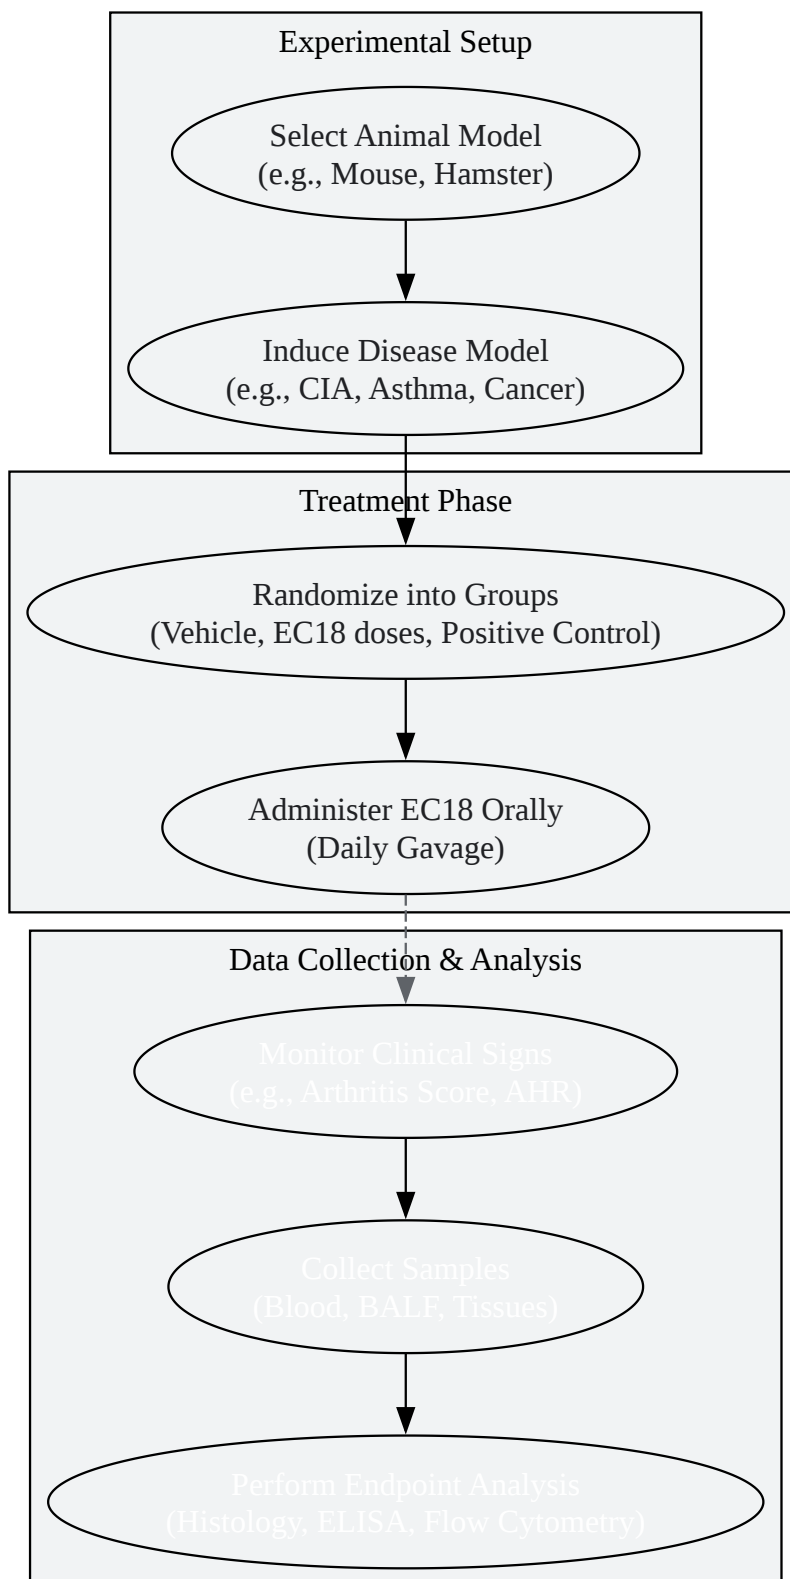 Experimental Setup
Select Animal Model
(e.g., Mouse, Hamster)
Induce Disease Model
(e.g., CIA, Asthma, Cancer)
Treatment Phase
Randomize into Groups
(Vehicle, EC18 doses, Positive Control)
Administer EC18 Orally
(Daily Gavage)
Data Collection & Analysis
Monitor Clinical Signs
(e.g., Arthritis Score, AHR)
Collect Samples
(Blood, BALF, Tissues)
Perform Endpoint Analysis
(Histology, ELISA, Flow Cytometry)